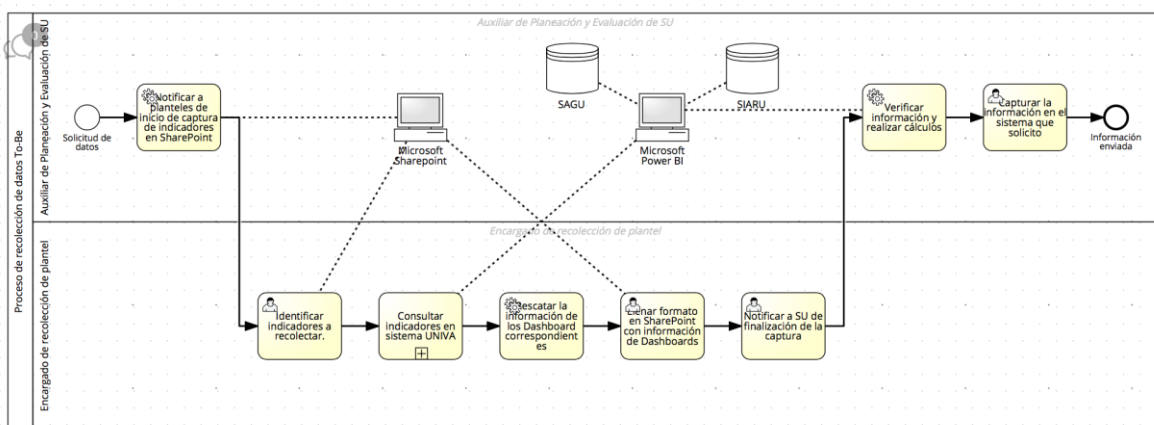 Proceso de recolección de datos To-Be
Auxiliar de Planeación y Evaluación de SU
Auxiliar de Planeación y Evaluación de SU
Solicitud de
datos
Notificar a
planteles de
inicio de captura
de indicadores
en SharePoint
Microsoft
Sharepoint
SAGU
Microsoft
Power BI
SIARU
Verificar
información y
realizar cálculos
Capturar la
información en el
sistema que
solicito
Información
enviada
Encargado de recolección de plantel
Encargado de recolección de plantel
Identificar
indicadores a
recolectar.
Consultar
indicadores en
sistema UNIVA
Rescatar la
información de
los Dashboard
correspondient
es
Llenar formato
en SharePoint
con información
de Dashboards
Notificar a SU de
finalización de la
captura